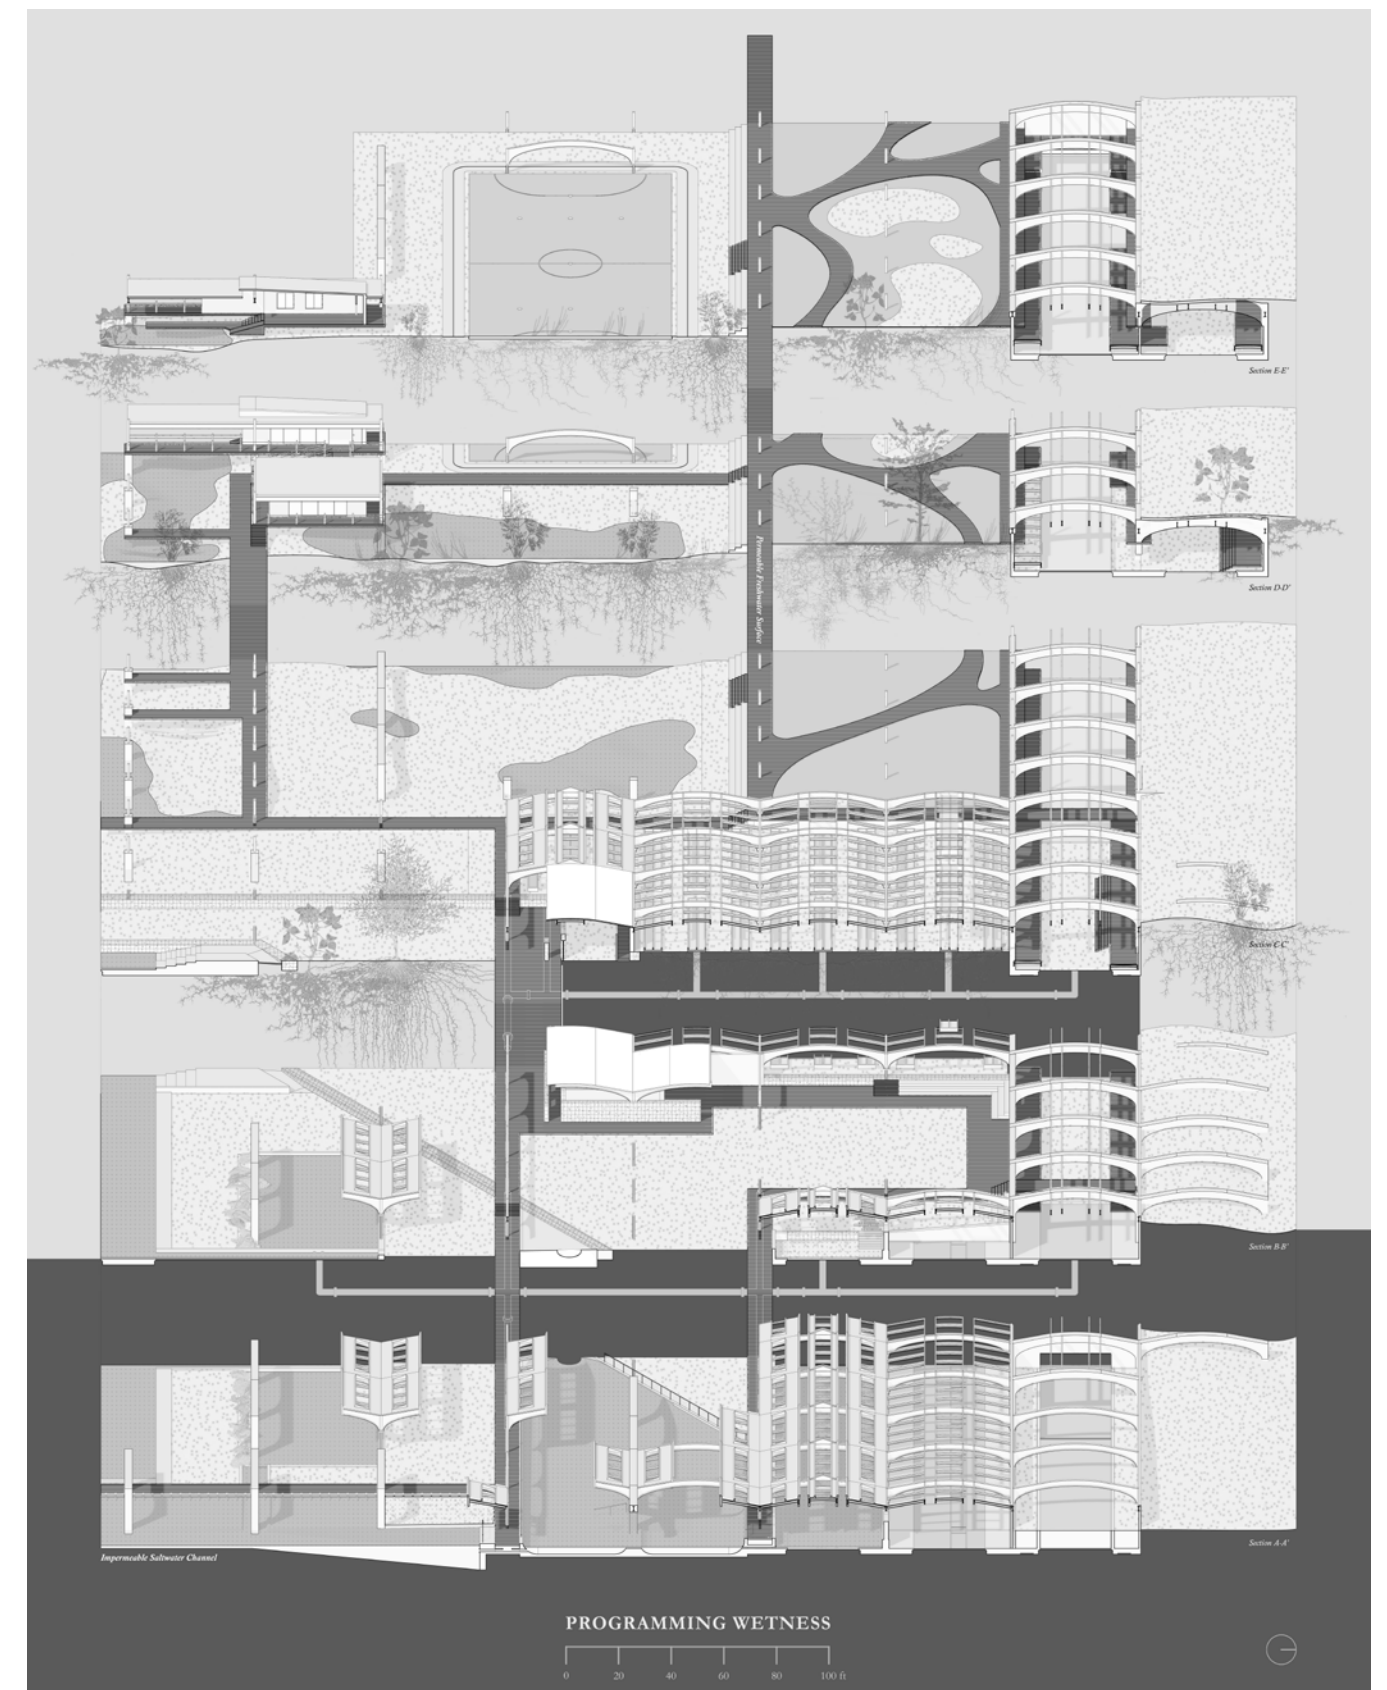 Section E-E'
Permeable Freshwater Surface
Section D-D'
Section C-C'
Section B-B'
Section A-A'
Impermeable Saltwater Channel
PROGRAMMING WETNESS
0 20 40 60 80 100 ft